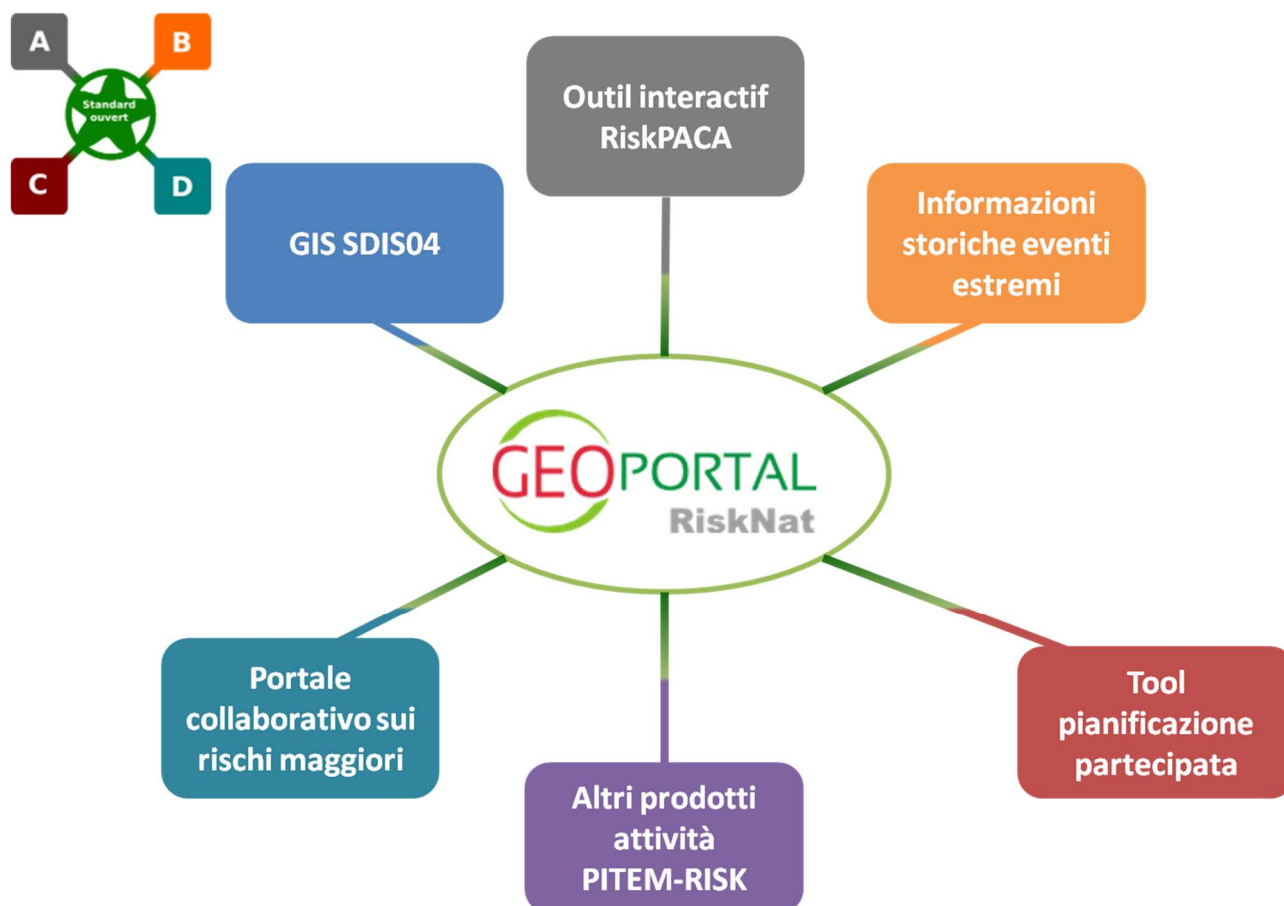 A
B
Standard
ouvert
C
D
Outil interactif
RiskPACA
GIS SDIS04
Informazioni
storiche eventi
estremi
GEOPORTAL
RiskNat
Portale
collaborativo sui
rischi maggiori
Tool
pianificazione
partecipata
Altri prodotti
attività
PITEM-RISK